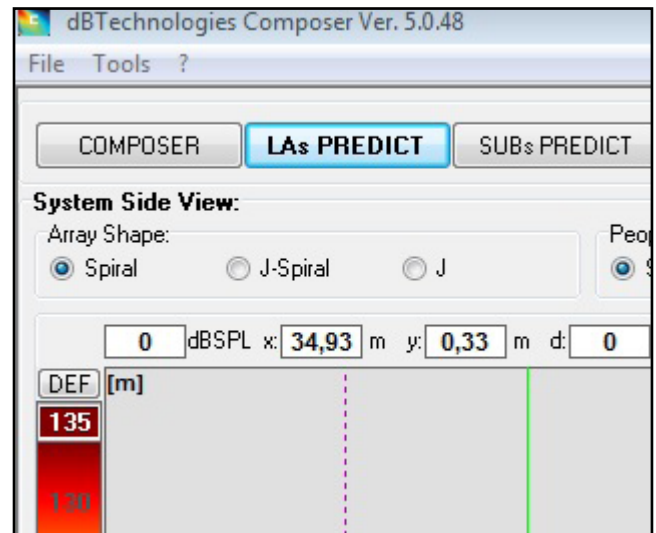 dBTechnologies Composer Ver. 5.0.48
File Tools ?
COMPOSER LAs PREDICT SUBs PREDICT
System Side View:
Array Shape:
Spiral J-Spiral J
0 dBSPL x: 34,93 m y: 0,33 m d: 0
DEF [m]
135
130